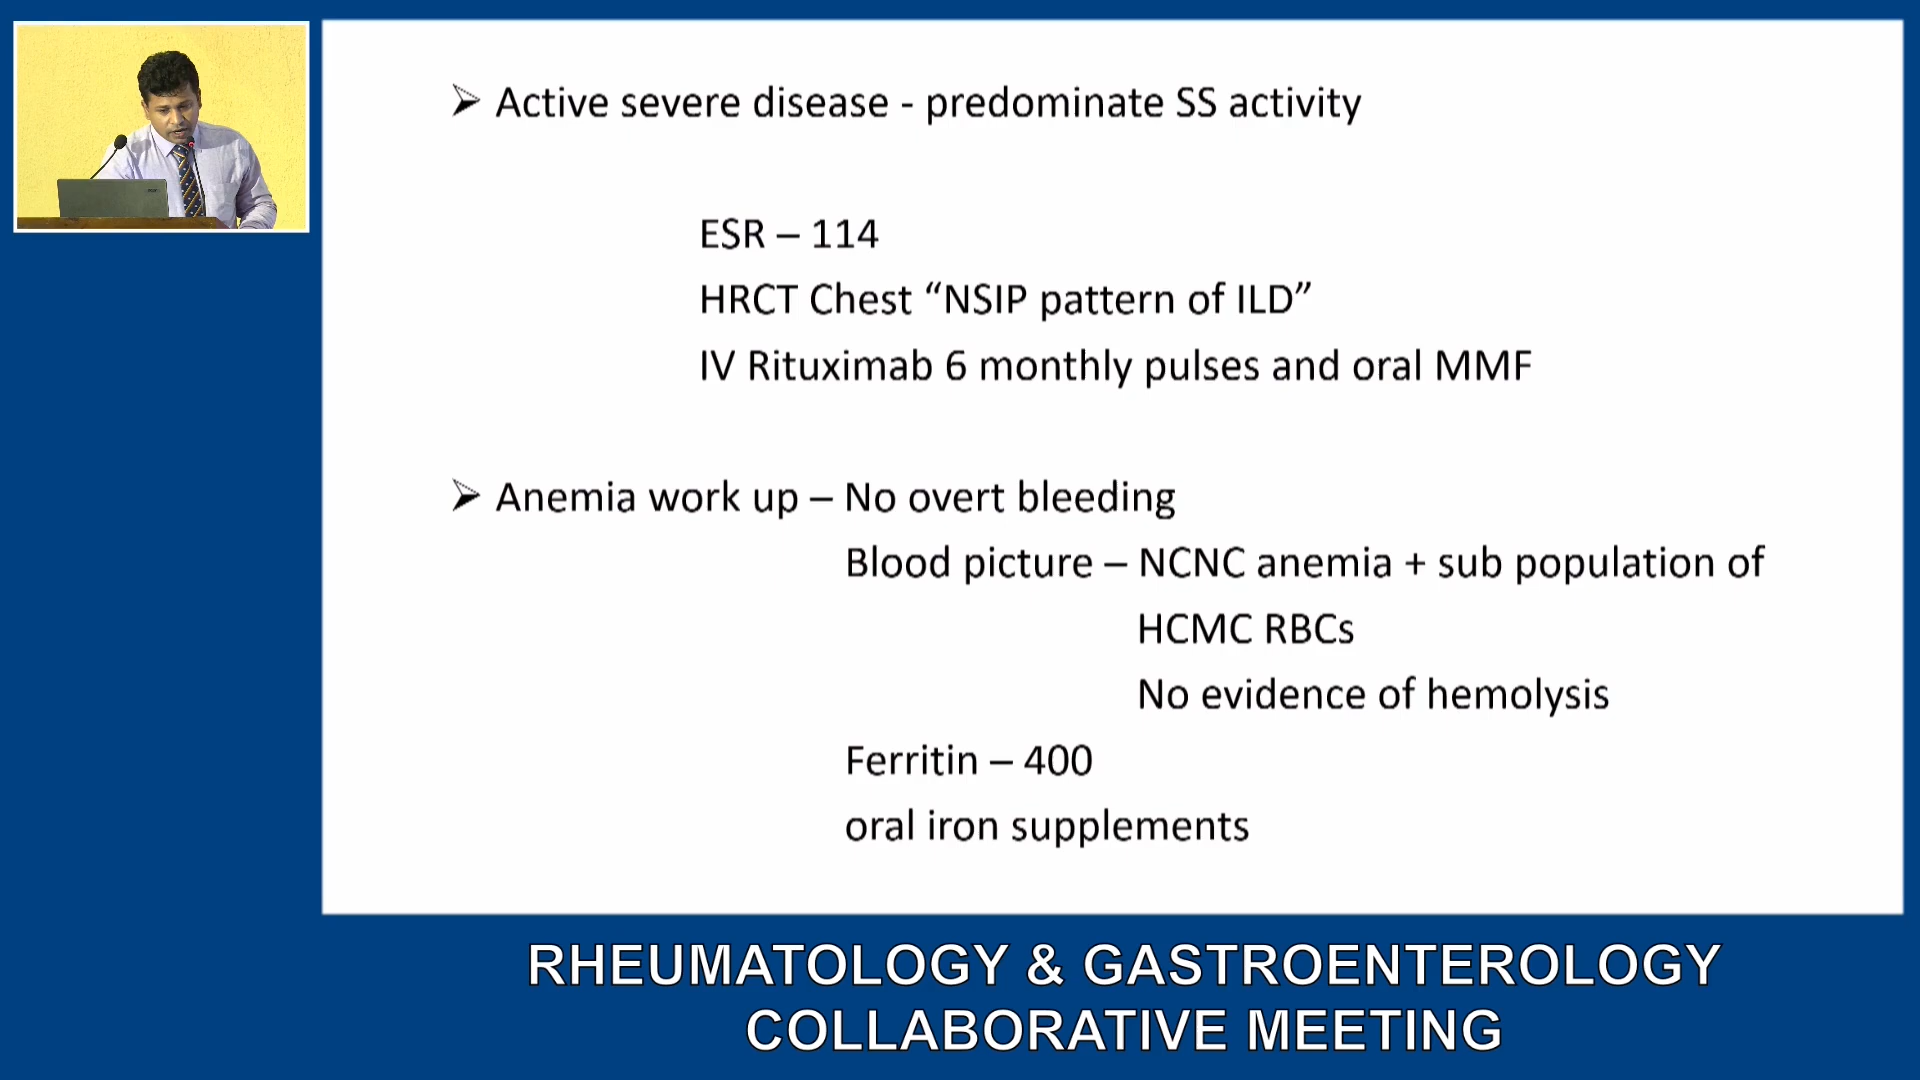 Active severe disease - predominate SS activity
ESR – 114
HRCT Chest “NSIP pattern of ILD”
IV Rituximab 6 monthly pulses and oral MMF
Anemia work up – No overt bleeding
Blood picture – NCNC anemia + sub population of
HCMC RBCs
No evidence of hemolysis
Ferritin – 400
oral iron supplements
RHEUMATOLOGY & GASTROENTEROLOGY
COLLABORATIVE MEETING